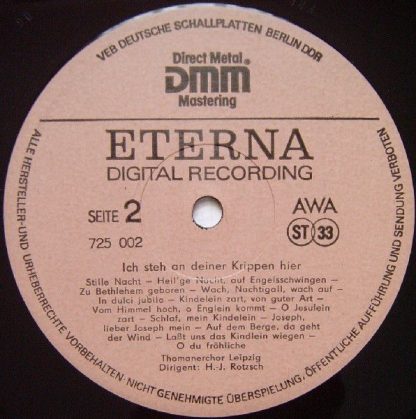 VEB DEUTSCHE SCHALLPLATTEN BERLIN DDR
Direct Metal
DMM®
Mastering
ETERNA
DIGITAL RECORDING
SEITE 2
AWA
725 002
ST 33
Ich steh an deiner Krippen hier
Stille Nacht – Heil'ge Nacht, auf Engelsschwingen –
Zu Bethlehem geboren – Wach, Nachtigall, wach auf –
In dulci jubilo – Kindelein zart, von guter Art –
Vom Himmel hoch, o Englein kommt – O Jesulein
zart – Schlaf, mein Kindelein – Joseph,
lieber Joseph mein – Auf dem Berge, da geht
der Wind – Laßt uns das Kindlein wiegen –
O du fröhliche
Thomanerchor Leipzig
Dirigent: H.-J. Rotzsch
ALLE HERSTELLER-UND URHEBERRECHTE VORBEHALTEN. NICHT GENEHMIGTE ÜBERSPIELUNG, ÖFFENTLICHE AUFFÜHRUNG UND SENDUNG VERBOTEN